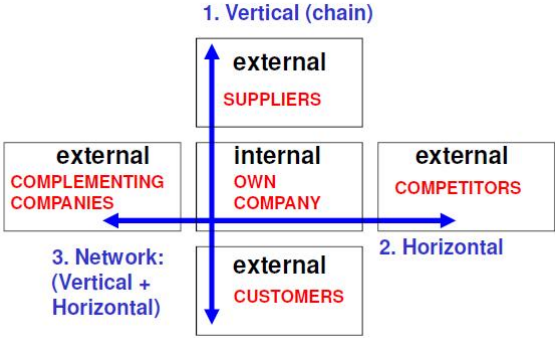 1. Vertical (chain)
external
SUPPLIERS
external
COMPLEMENTING
COMPANIES
internal
OWN
COMPANY
external
COMPETITORS
3. Network:
(Vertical +
Horizontal)
2. Horizontal
external
CUSTOMERS